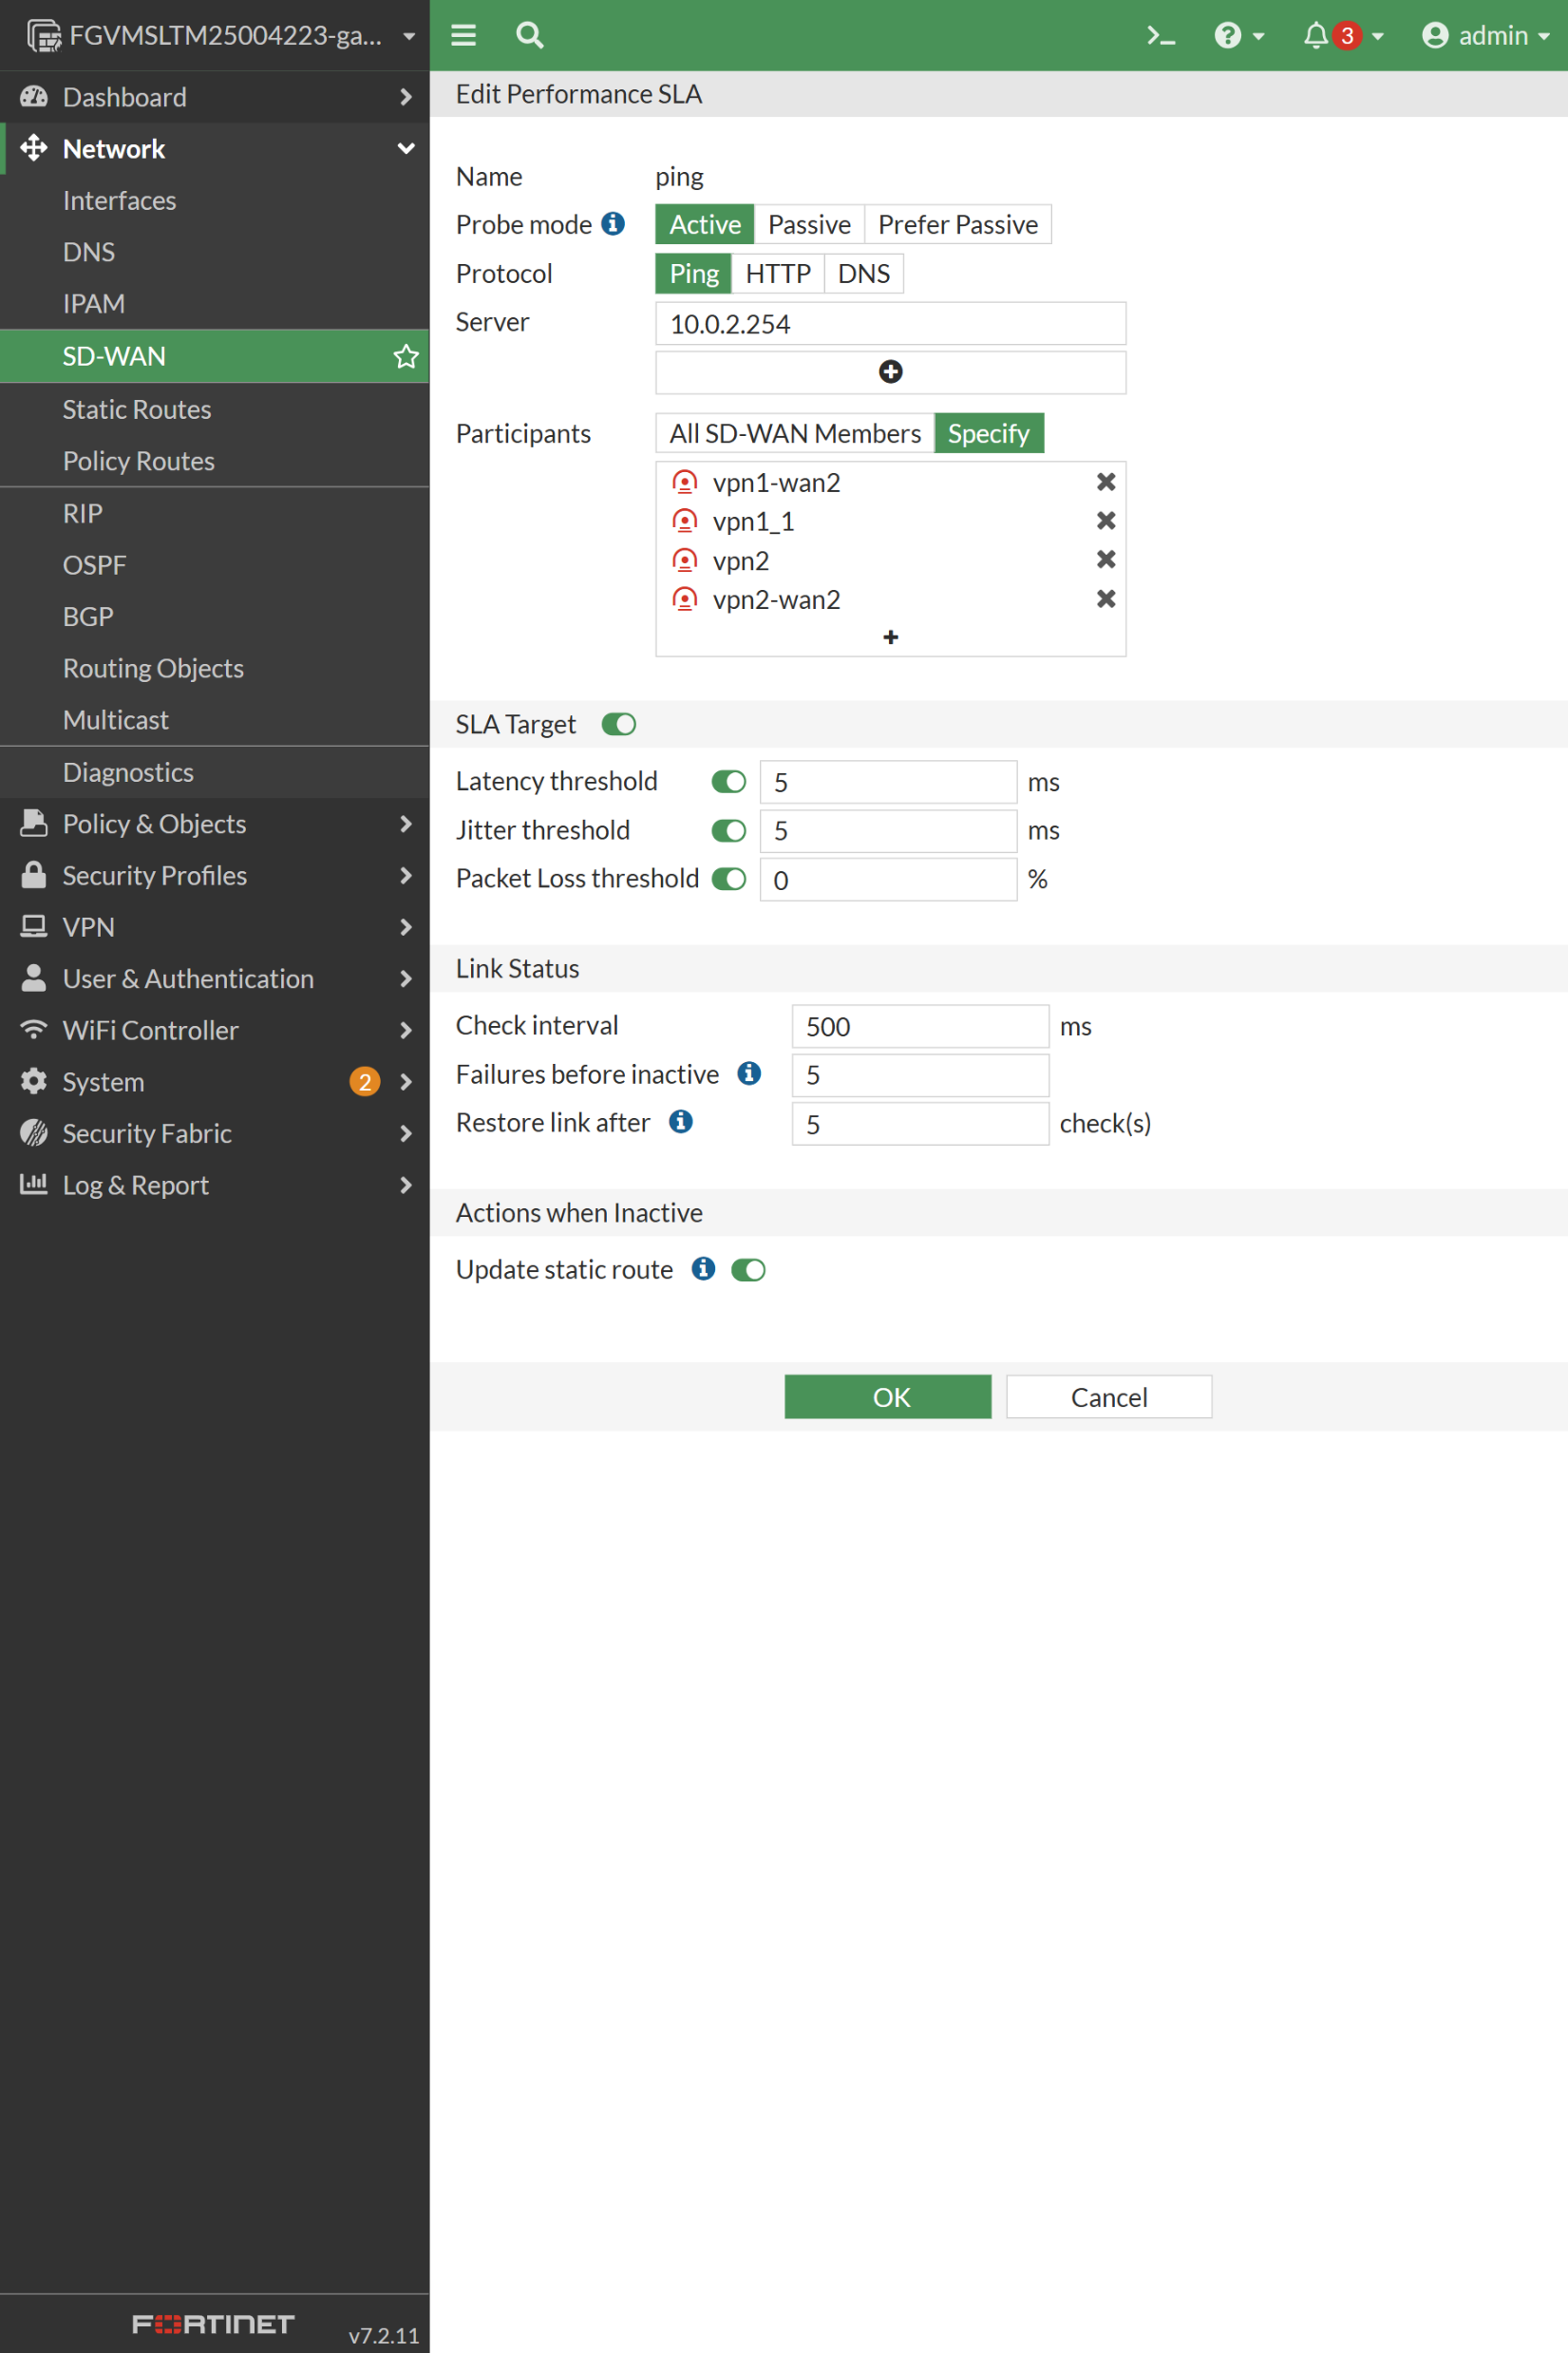 FGVMSLTM25004223-ga...
3
admin
Dashboard
Network
Interfaces
DNS
IPAM
SD-WAN
Static Routes
Policy Routes
RIP
OSPF
BGP
Routing Objects
Multicast
Diagnostics
Policy & Objects
Security Profiles
VPN
User & Authentication
WiFi Controller
System 2
Security Fabric
Log & Report
FORTINET
v7.2.11
Edit Performance SLA
Name ping
Probe mode Active Passive Prefer Passive
Protocol Ping HTTP DNS
Server 10.0.2.254
Participants All SD-WAN Members Specify
vpn1-wan2
vpn1_1
vpn2
vpn2-wan2
SLA Target
Latency threshold 5 ms
Jitter threshold 5 ms
Packet Loss threshold 0 %
Link Status
Check interval 500 ms
Failures before inactive 5
Restore link after 5 check(s)
Actions when Inactive
Update static route
OK Cancel